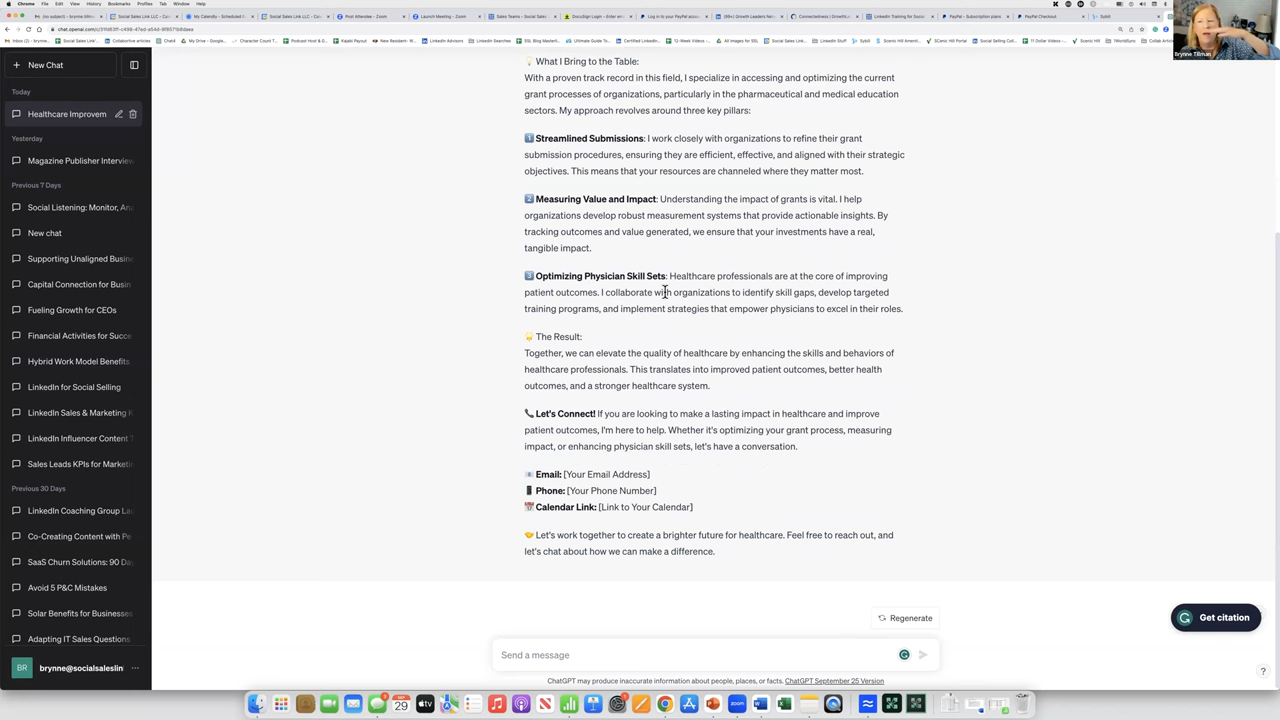 Chrome File Edit View History Bookmarks Profiles Tab Window Help
New Chat
Today
Healthcare Improvem
Yesterday
Magazine Publisher Interview
Previous 7 Days
Social Listening: Monitor, An
New chat
Supporting Unaligned Busin
Capital Connection for Busin
Fueling Growth for CEOs
Financial Activities for Succe
Hybrid Work Model Benefits
LinkedIn for Social Selling
LinkedIn Sales & Marketing K
LinkedIn Influencer Content T
Sales Leads KPIs for Marketin
Previous 30 Days
LinkedIn Coaching Group La
Co-Creating Content with Pe
SaaS Churn Solutions: 90 Da
Avoid 5 P&C Mistakes
Solar Benefits for Businesses
Adapting IT Sales Questions
BR brynne@socialsaleslin
💡 What I Bring to the Table:
With a proven track record in this field, I specialize in accessing and optimizing the current
grant processes of organizations, particularly in the pharmaceutical and medical education
sectors. My approach revolves around three key pillars:
1️⃣ Streamlined Submissions: I work closely with organizations to refine their grant
submission procedures, ensuring they are efficient, effective, and aligned with their strategic
objectives. This means that your resources are channeled where they matter most.
2️⃣ Measuring Value and Impact: Understanding the impact of grants is vital. I help
organizations develop robust measurement systems that provide actionable insights. By
tracking outcomes and value generated, we ensure that your investments have a real,
tangible impact.
3️⃣ Optimizing Physician Skill Sets: Healthcare professionals are at the core of improving
patient outcomes. I collaborate with organizations to identify skill gaps, develop targeted
training programs, and implement strategies that empower physicians to excel in their roles.
🌟 The Result:
Together, we can elevate the quality of healthcare by enhancing the skills and behaviors of
healthcare professionals. This translates into improved patient outcomes, better health
outcomes, and a stronger healthcare system.
📞 Let's Connect! If you are looking to make a lasting impact in healthcare and improve
patient outcomes, I'm here to help. Whether it's optimizing your grant process, measuring
impact, or enhancing physician skill sets, let's have a conversation.
📧 Email: [Your Email Address]
📱 Phone: [Your Phone Number]
📅 Calendar Link: [Link to Your Calendar]
🤝 Let's work together to create a brighter future for healthcare. Feel free to reach out, and
let's chat about how we can make a difference.
Regenerate
Get citation
Send a message
ChatGPT may produce inaccurate information about people, places, or facts. ChatGPT September 25 Version
?
Brynne Tillman
SEP
29